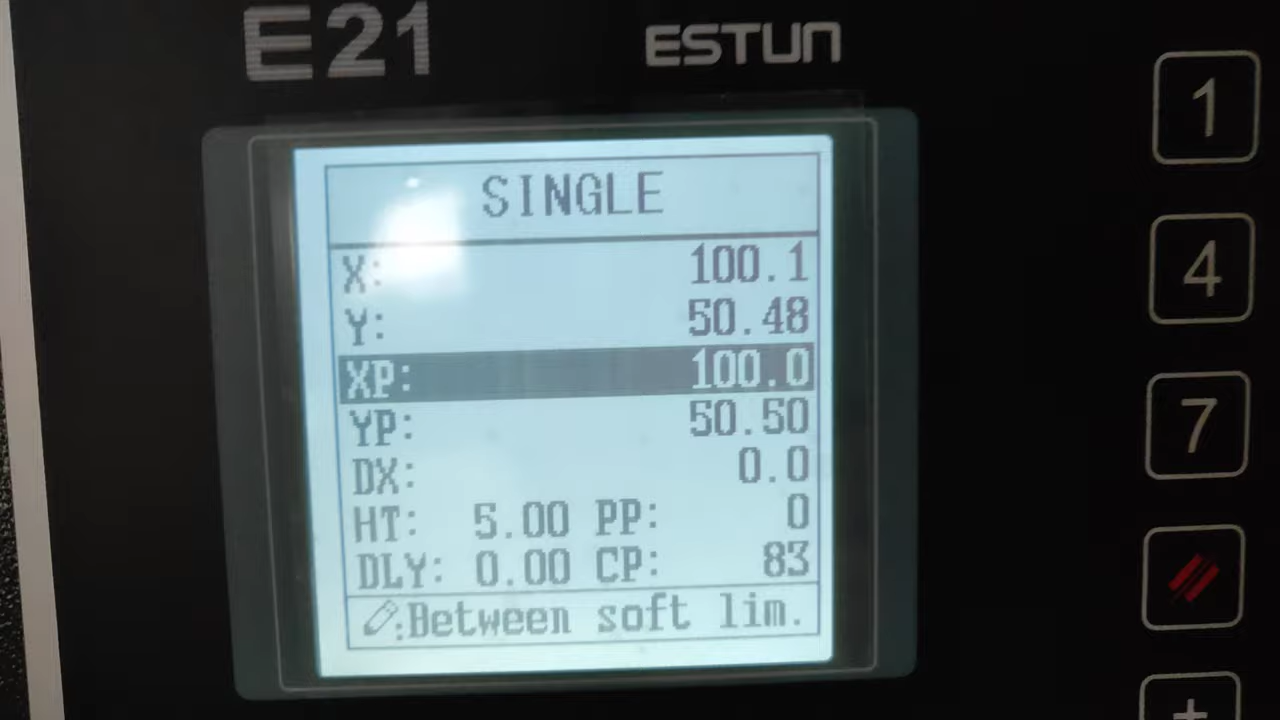 E21 ESTUN
SINGLE
X: 100.1
Y: 50.48
XP: 100.0
YP: 50.50
DX: 0.0
HT: 5.00 PP: 0
DLY: 0.00 CP: 83
:Between soft lim.
1
4
7
+